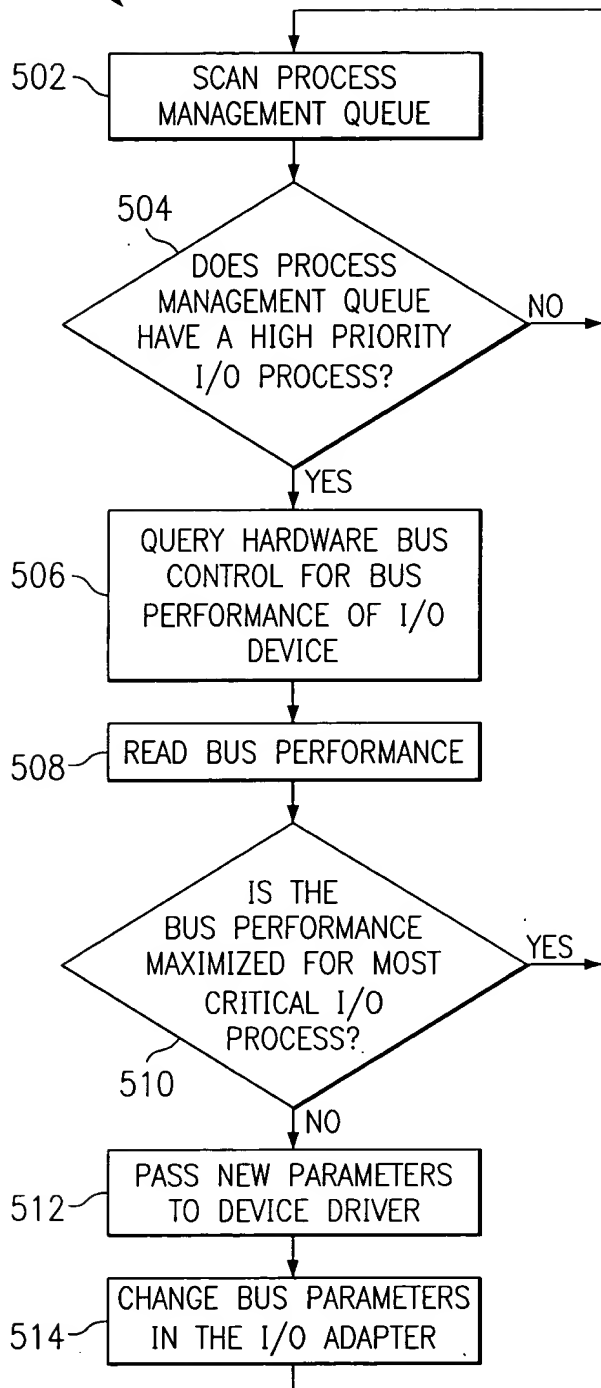 502
SCAN PROCESS
MANAGEMENT QUEUE
504
DOES PROCESS
MANAGEMENT QUEUE
HAVE A HIGH PRIORITY
I/O PROCESS?
NO
YES
506
QUERY HARDWARE BUS
CONTROL FOR BUS
PERFORMANCE OF I/O
DEVICE
508
READ BUS PERFORMANCE
IS THE
BUS PERFORMANCE
MAXIMIZED FOR MOST
CRITICAL I/O
PROCESS?
YES
510
NO
512
PASS NEW PARAMETERS
TO DEVICE DRIVER
514
CHANGE BUS PARAMETERS
IN THE I/O ADAPTER